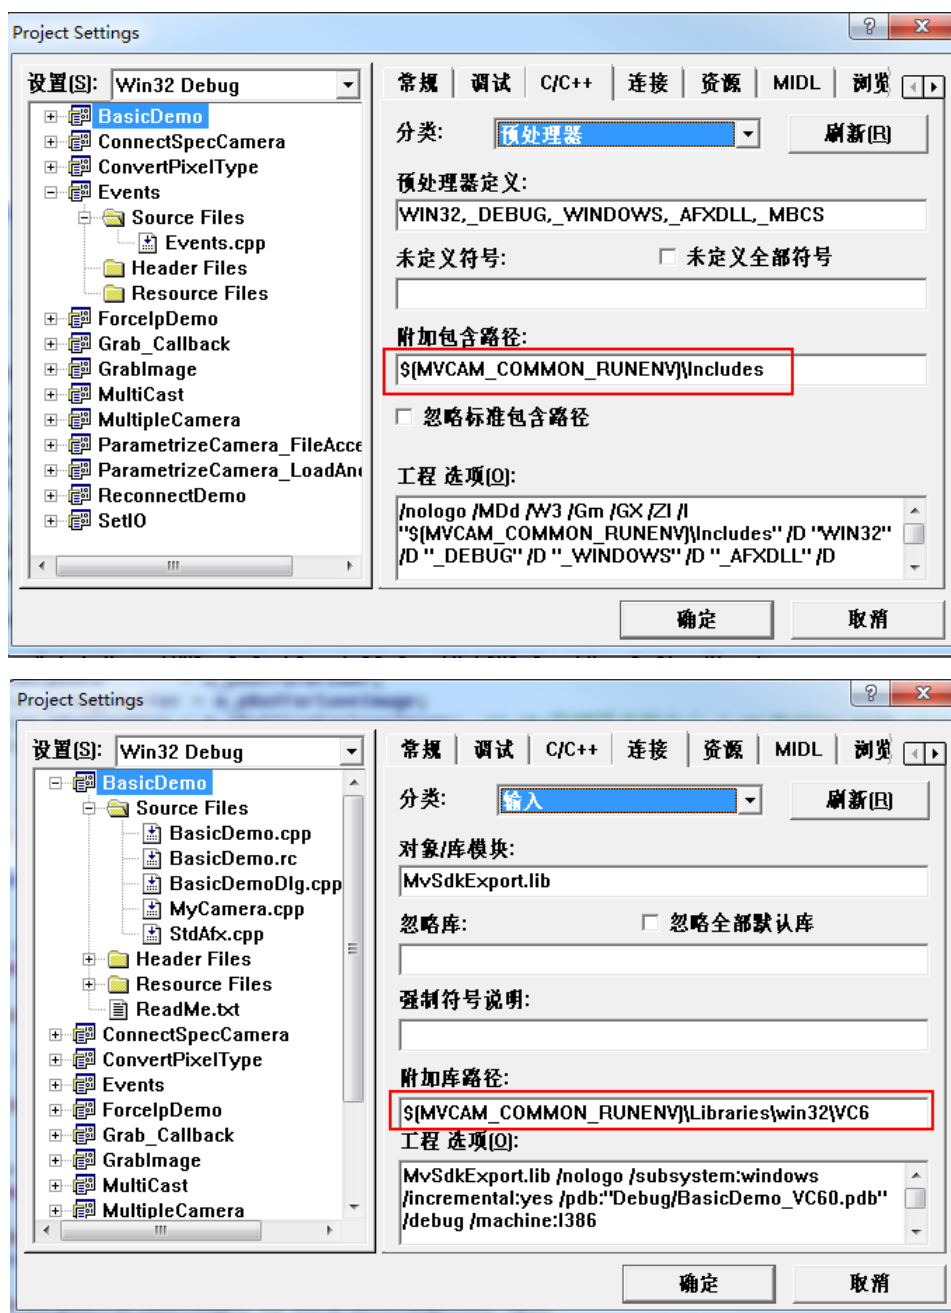 Project Settings
设置(S): Win32 Debug
BasicDemo
ConnectSpecCamera
ConvertPixelType
Events
Source Files
Events.cpp
Header Files
Resource Files
ForceIpDemo
Grab_Callback
GrabImage
MultiCast
MultipleCamera
ParametrizeCamera_FileAcce
ParametrizeCamera_LoadAn
ReconnectDemo
SetIO
常规 调试 C/C++ 连接 资源 MIDL 浏览
分类: 预处理器 刷新(R)
预处理器定义:
WIN32,_DEBUG,_WINDOWS,_AFXDLL,_MBCS
未定义符号: 未定义全部符号
附加包含路径:
$(MVCAM_COMMON_RUNENV)\Includes
忽略标准包含路径
工程 选项(O):
/nologo /MDd /W3 /Gm /GX /ZI /I
"$(MVCAM_COMMON_RUNENV)\Includes" /D "WIN32"
/D "_DEBUG" /D "_WINDOWS" /D "_AFXDLL" /D
确定 取消
Project Settings
设置(S): Win32 Debug
BasicDemo
Source Files
BasicDemo.cpp
BasicDemo.rc
BasicDemoDlg.cpp
MyCamera.cpp
StdAfx.cpp
Header Files
Resource Files
ReadMe.txt
ConnectSpecCamera
ConvertPixelType
Events
ForceIpDemo
Grab_Callback
GrabImage
MultiCast
MultipleCamera
常规 调试 C/C++ 连接 资源 MIDL 浏览
分类: 输入 刷新(R)
对象/库模块:
MvSdkExport.lib
忽略库: 忽略全部默认库
强制符号说明:
附加库路径:
$(MVCAM_COMMON_RUNENV)\Libraries\win32\VC6
工程 选项(O):
MvSdkExport.lib /nologo /subsystem:windows
/incremental:yes /pdb:"Debug/BasicDemo_VC60.pdb"
/debug /machine:I386
确定 取消